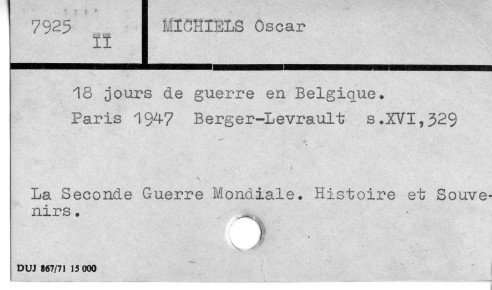 7925 MICHIELS Oscar
II
18 jours de guerre en Belgique.
Paris 1947 Berger-Levrault s.XVI,329
La Seconde Guerre Mondiale. Histoire et Souve-
nirs.
DUJ 867/71 15 000